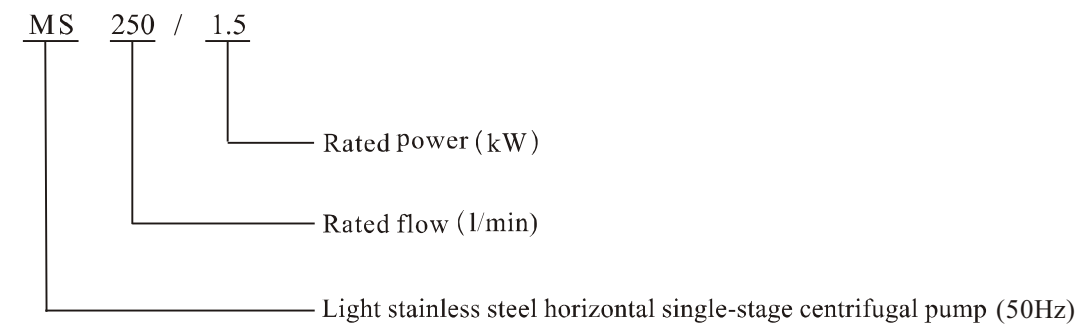 MS 250 / 1.5
Rated power (kW)
Rated flow (l/min)
Light stainless steel horizontal single-stage centrifugal pump (50Hz)